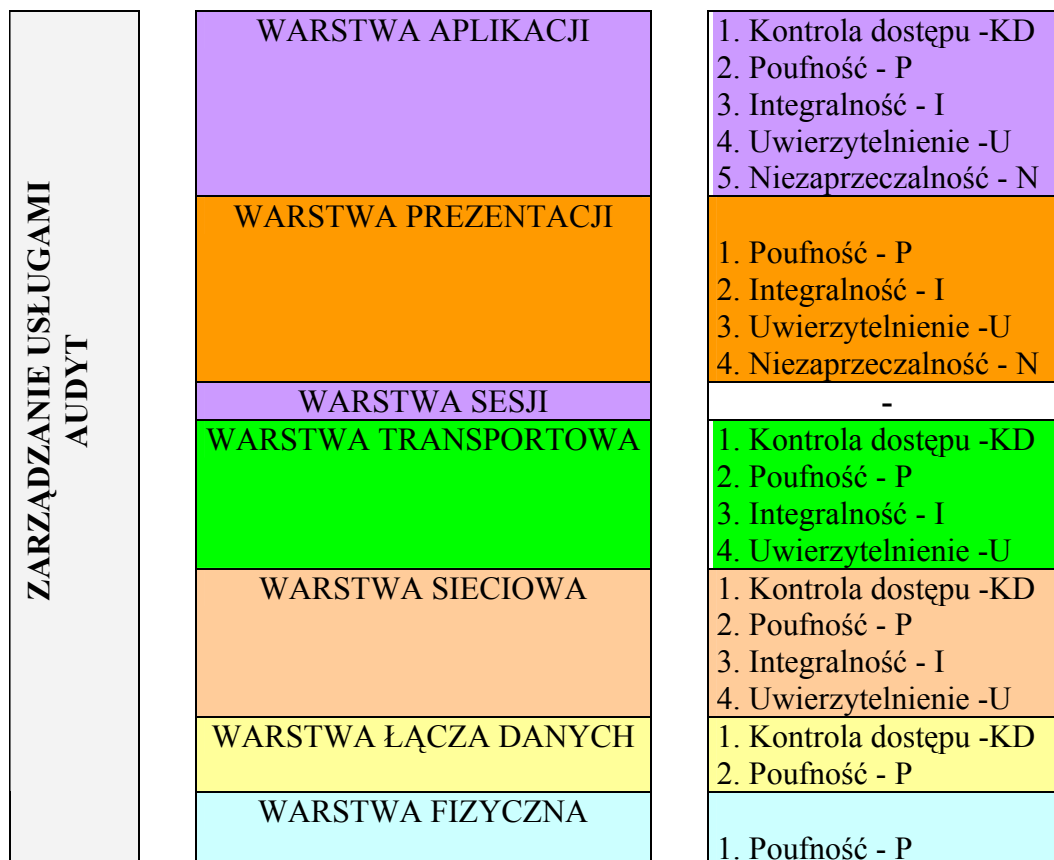 ZARZĄDZANIE USŁUGAMI
AUDYT
WARSTWA APLIKACJI
1. Kontrola dostępu -KD
2. Poufność - P
3. Integralność - I
4. Uwierzytelnienie -U
5. Niezaprzeczalność - N
WARSTWA PREZENTACJI
1. Poufność - P
2. Integralność - I
3. Uwierzytelnienie -U
4. Niezaprzeczalność - N
WARSTWA SESJI
-
WARSTWA TRANSPORTOWA
1. Kontrola dostępu -KD
2. Poufność - P
3. Integralność - I
4. Uwierzytelnienie -U
WARSTWA SIECIOWA
1. Kontrola dostępu -KD
2. Poufność - P
3. Integralność - I
4. Uwierzytelnienie -U
WARSTWA ŁĄCZA DANYCH
1. Kontrola dostępu -KD
2. Poufność - P
WARSTWA FIZYCZNA
1. Poufność - P